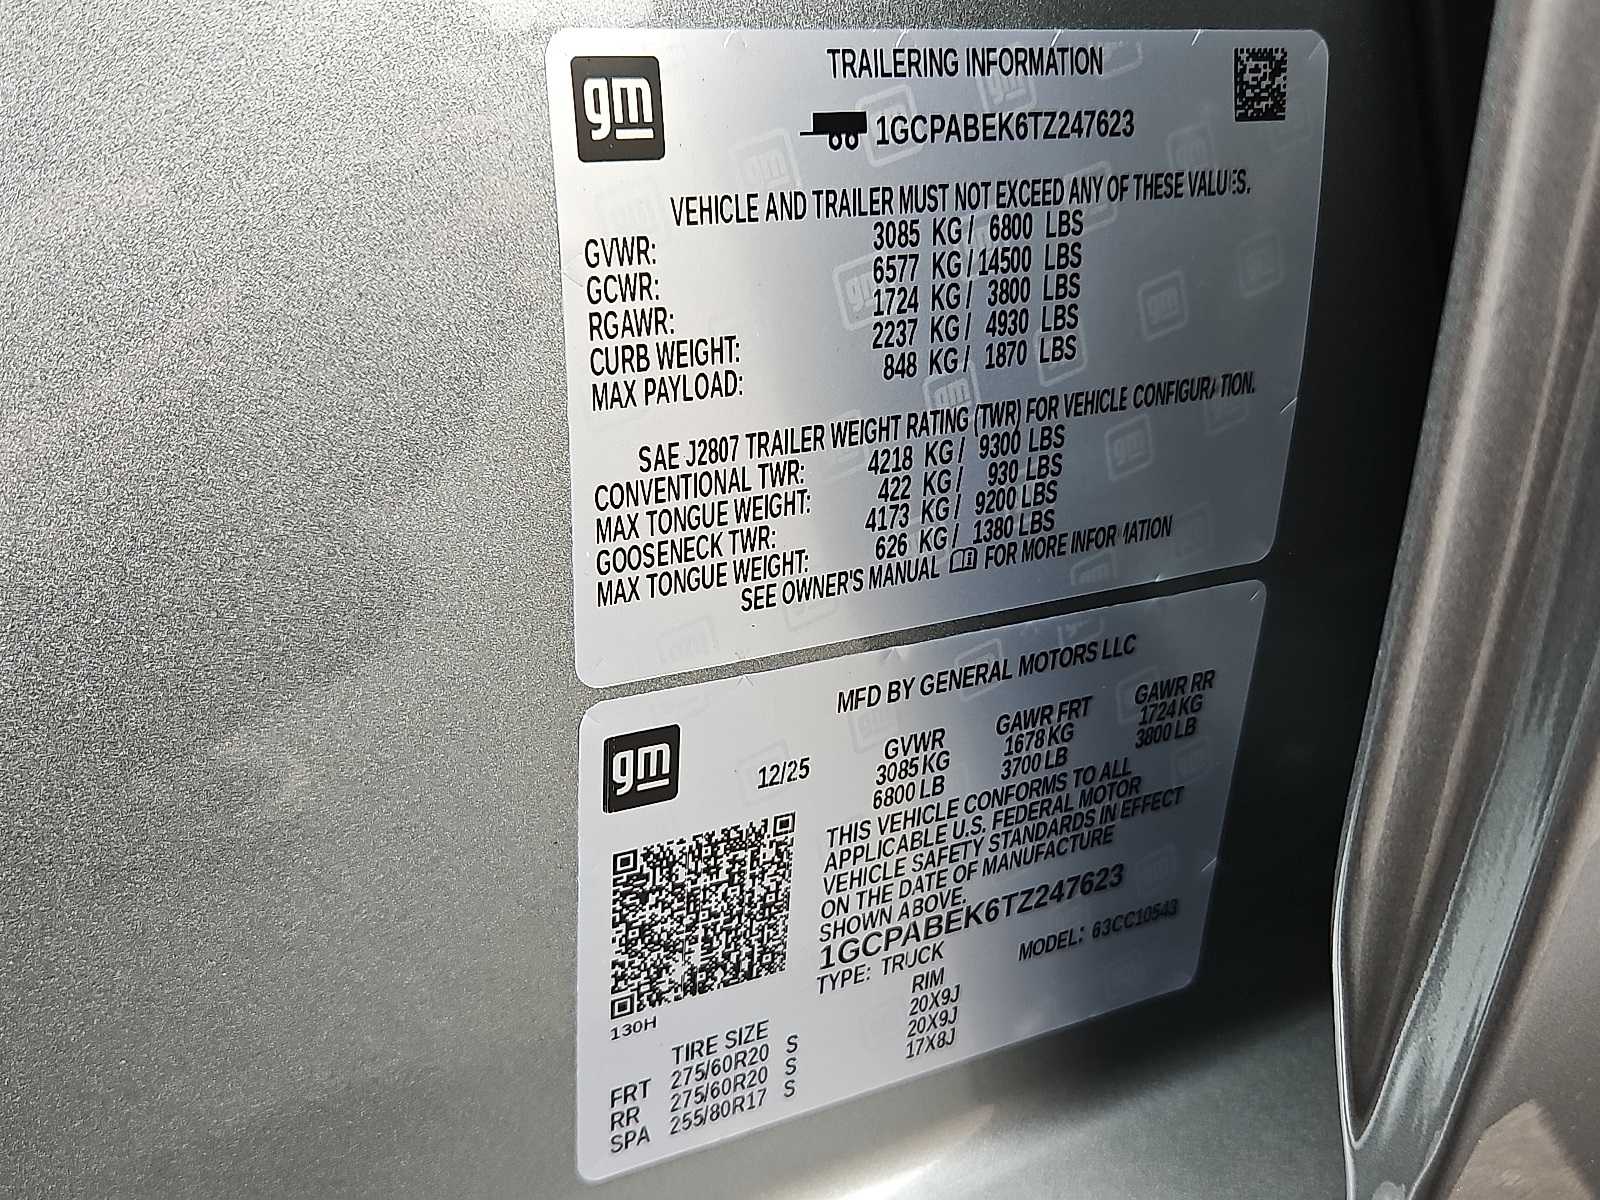 gm
TRAILERING INFORMATION
1GCPABEK6TZ247623
VEHICLE AND TRAILER MUST NOT EXCEED ANY OF THESE VALUES.
GVWR: 3085 KG / 6800 LBS
GCWR: 6577 KG / 14500 LBS
RGAWR: 1724 KG / 3800 LBS
CURB WEIGHT: 2237 KG / 4930 LBS
MAX PAYLOAD: 848 KG / 1870 LBS
SAE J2807 TRAILER WEIGHT RATING (TWR) FOR VEHICLE CONFIGURATION.
CONVENTIONAL TWR: 4218 KG / 9300 LBS
MAX TONGUE WEIGHT: 422 KG / 930 LBS
GOOSENECK TWR: 4173 KG / 9200 LBS
MAX TONGUE WEIGHT: 626 KG / 1380 LBS
SEE OWNER'S MANUAL FOR MORE INFORMATION
gm
MFD BY GENERAL MOTORS LLC
12/25 GVWR GAWR FRT GAWR RR
3085 KG 1678 KG 1724 KG
6800 LB 3700 LB 3800 LB
THIS VEHICLE CONFORMS TO ALL
APPLICABLE U.S. FEDERAL MOTOR
VEHICLE SAFETY STANDARDS IN EFFECT
ON THE DATE OF MANUFACTURE
SHOWN ABOVE.
1GCPABEK6TZ247623
TYPE: TRUCK MODEL: 63CC10543
130H
TIRE SIZE RIM
FRT 275/60R20 S 20X9J
RR 275/60R20 S 20X9J
SPA 255/80R17 S 17X8J